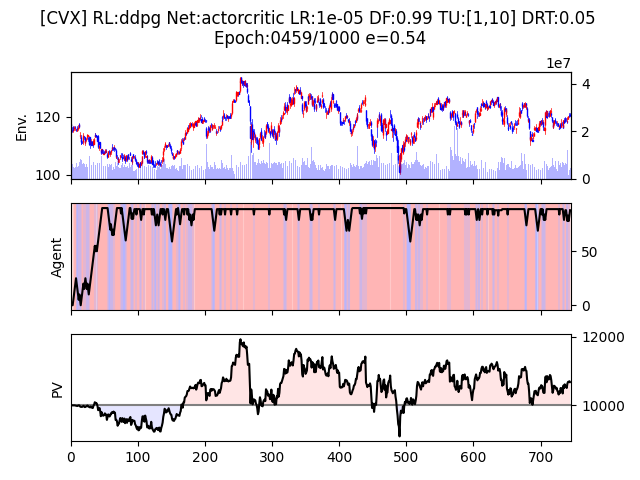 [CVX] RL:ddpg Net:actorcritic LR:1e-05 DF:0.99 TU:[1,10] DRT:0.05
Epoch:0459/1000 e=0.54
1e7
Env.
120
100
4
2
0
Agent
50
0
PV
12000
10000
0 100 200 300 400 500 600 700